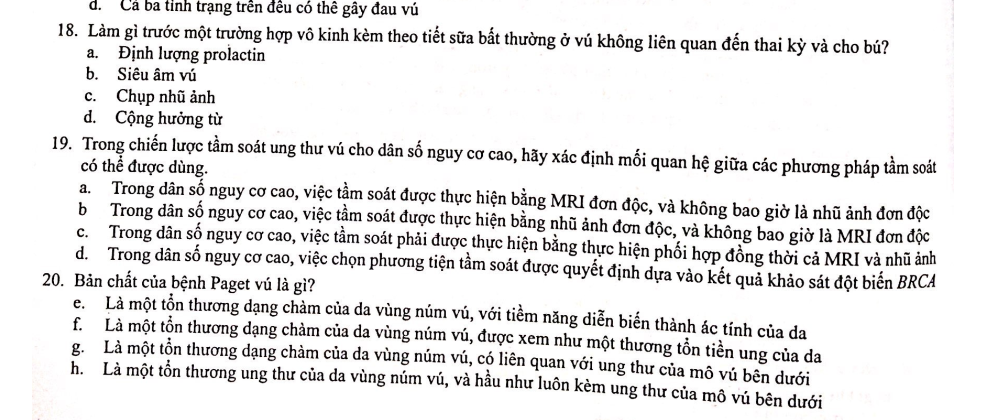 d. Cả ba tình trạng trên đều có thể gây đau vú
18. Làm gì trước một trường hợp vô kinh kèm theo tiết sữa bất thường ở vú không liên quan đến thai kỳ và cho bú?
a. Định lượng prolactin
b. Siêu âm vú
c. Chụp nhũ ảnh
d. Cộng hưởng từ
19. Trong chiến lược tầm soát ung thư vú cho dân số nguy cơ cao, hãy xác định mối quan hệ giữa các phương pháp tầm soát
có thể được dùng.
a. Trong dân số nguy cơ cao, việc tầm soát được thực hiện bằng MRI đơn độc, và không bao giờ là nhũ ảnh đơn độc
b Trong dân số nguy cơ cao, việc tầm soát được thực hiện bằng nhũ ảnh đơn độc, và không bao giờ là MRI đơn độc
c. Trong dân số nguy cơ cao, việc tầm soát phải được thực hiện bằng thực hiện phối hợp đồng thời cả MRI và nhũ ảnh
d. Trong dân số nguy cơ cao, việc chọn phương tiện tầm soát được quyết định dựa vào kết quả khảo sát đột biến BRCA
20. Bản chất của bệnh Paget vú là gì?
e. Là một tổn thương dạng chàm của da vùng núm vú, với tiềm năng diễn biến thành ác tính của da
f. Là một tổn thương dạng chàm của da vùng núm vú, được xem như một thương tổn tiền ung của da
g. Là một tổn thương dạng chàm của da vùng núm vú, có liên quan với ung thư của mô vú bên dưới
h. Là một tổn thương ung thư của da vùng núm vú, và hầu như luôn kèm ung thư của mô vú bên dưới